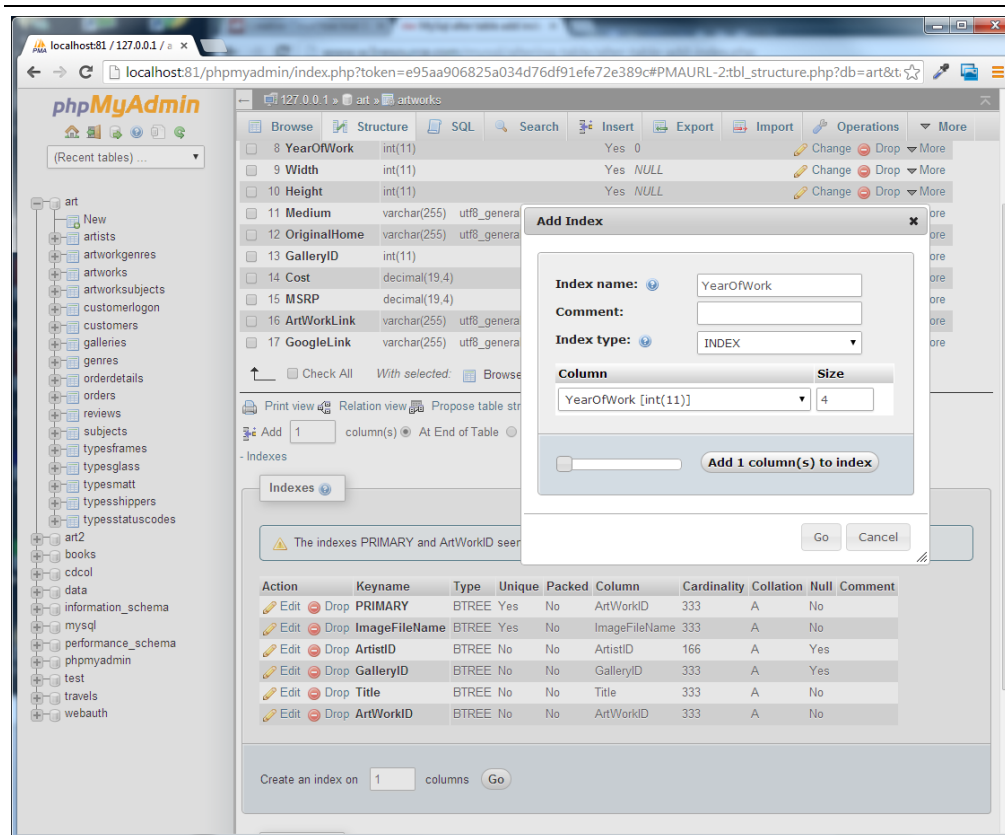 localhost:81 / 127.0.0.1 / a ×
localhost:81/phpmyadmin/index.php?token=e95aa906825a034d76df91efe72e389c#PMAURL-2:tbl_structure.php?db=art&t
phpMyAdmin
(Recent tables) ...
art
New
artists
artworkgenres
artworks
artworksubjects
customerlogon
customers
galleries
genres
orderdetails
orders
reviews
subjects
typesframes
typesglass
typesmatt
typesshippers
typesstatuscodes
art2
books
cdcol
data
information_schema
mysql
performance_schema
phpmyadmin
test
travels
webauth
127.0.0.1 » art » artworks
Browse Structure SQL Search Insert Export Import Operations More
8 YearOfWork int(11) Yes 0 Change Drop More
9 Width int(11) Yes NULL Change Drop More
10 Height int(11) Yes NULL Change Drop More
11 Medium varchar(255) utf8_genera ore
12 OriginalHome varchar(255) utf8_genera ore
13 GalleryID int(11) ore
14 Cost decimal(19,4) ore
15 MSRP decimal(19,4) ore
16 ArtWorkLink varchar(255) utf8_genera ore
17 GoogleLink varchar(255) utf8_genera ore
Check All With selected: Browse
Print view Relation view Propose table str
Add 1 column(s) At End of Table
- Indexes
Indexes
The indexes PRIMARY and ArtWorkID seem
Action Keyname Type Unique Packed Column Cardinality Collation Null Comment
Edit Drop PRIMARY BTREE Yes No ArtWorkID 333 A No
Edit Drop ImageFileName BTREE Yes No ImageFileName 333 A No
Edit Drop ArtistID BTREE No No ArtistID 166 A Yes
Edit Drop GalleryID BTREE No No GalleryID 333 A Yes
Edit Drop Title BTREE No No Title 333 A No
Edit Drop ArtWorkID BTREE No No ArtWorkID 333 A No
Create an index on 1 columns Go
Add Index
Index name: YearOfWork
Comment:
Index type: INDEX
Column Size
YearOfWork [int(11)] 4
Add 1 column(s) to index
Go Cancel